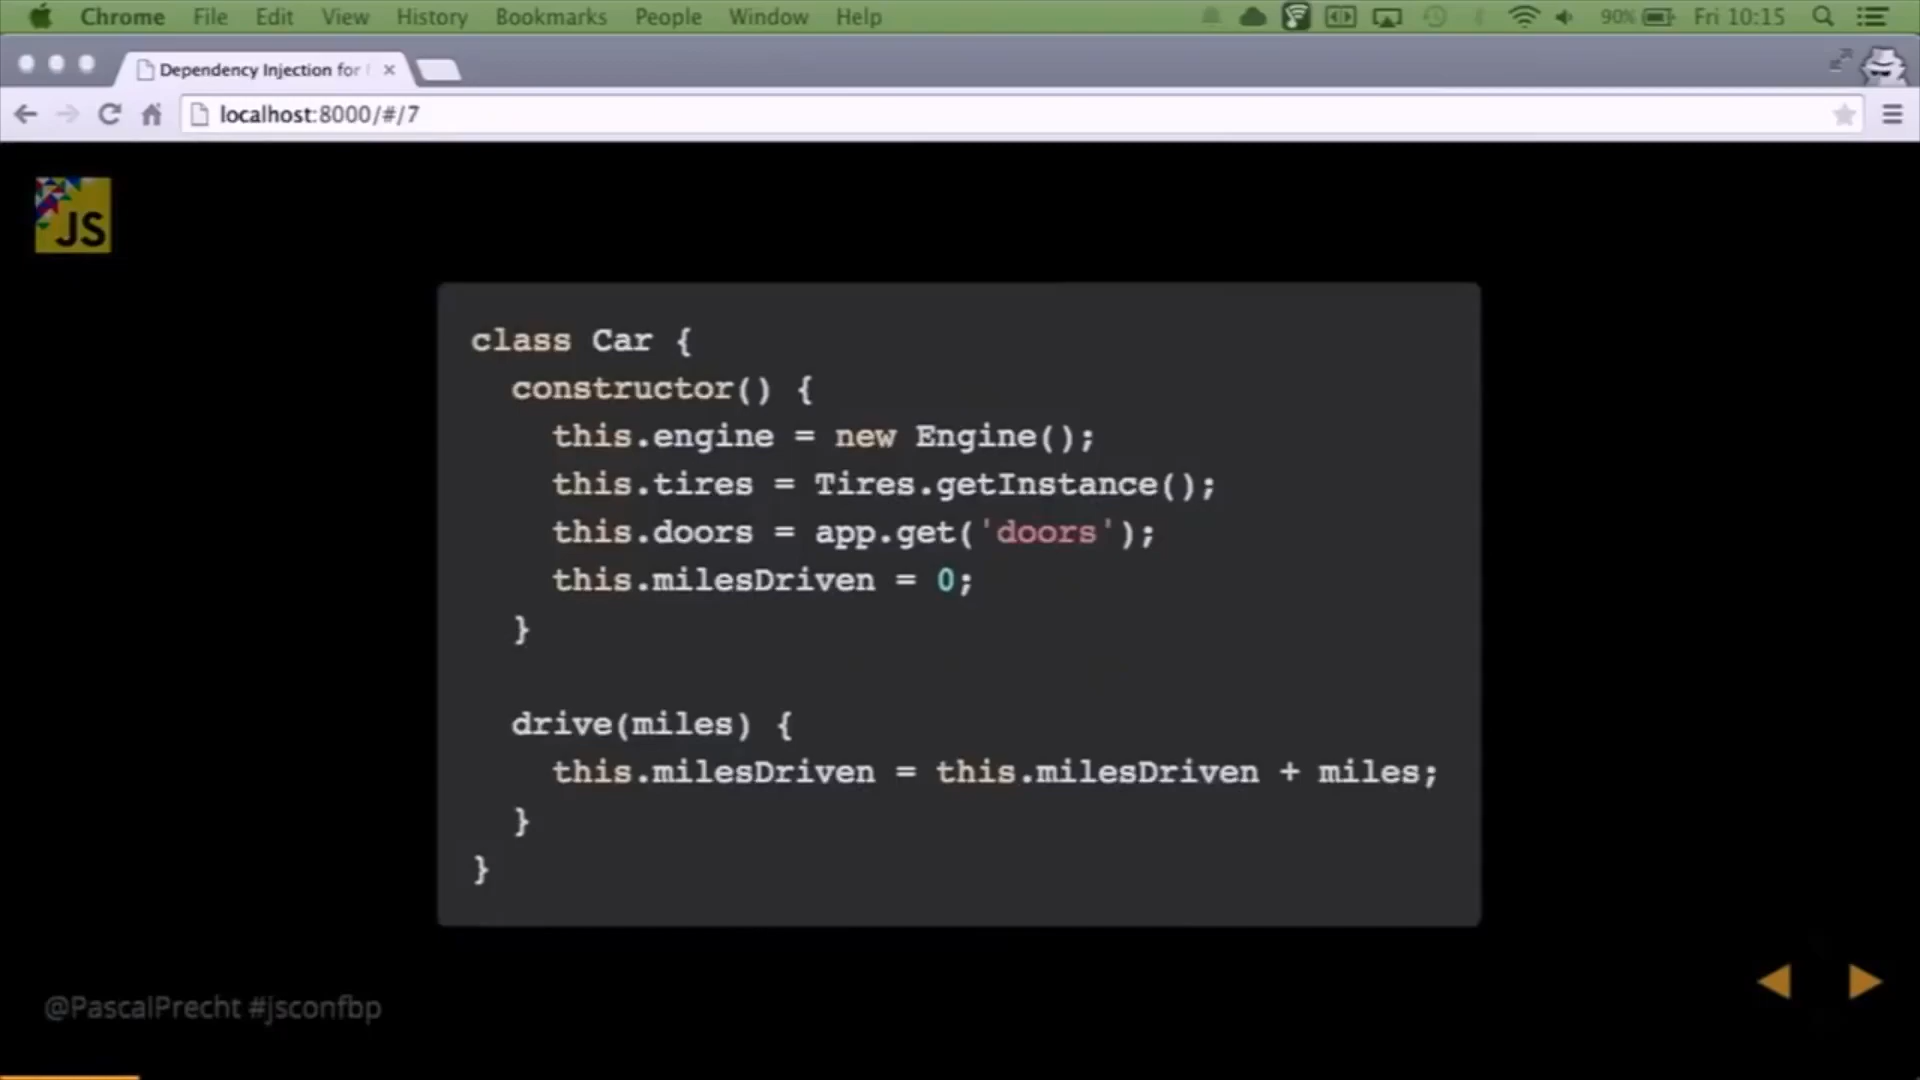 Chrome File Edit View History Bookmarks People Window Help 90% Fri 10:15
Dependency Injection for
localhost:8000/#/7
JS
class Car {
constructor() {
this.engine = new Engine();
this.tires = Tires.getInstance();
this.doors = app.get('doors');
this.milesDriven = 0;
}
drive(miles) {
this.milesDriven = this.milesDriven + miles;
}
}
@PascalPrecht #jsconfbp